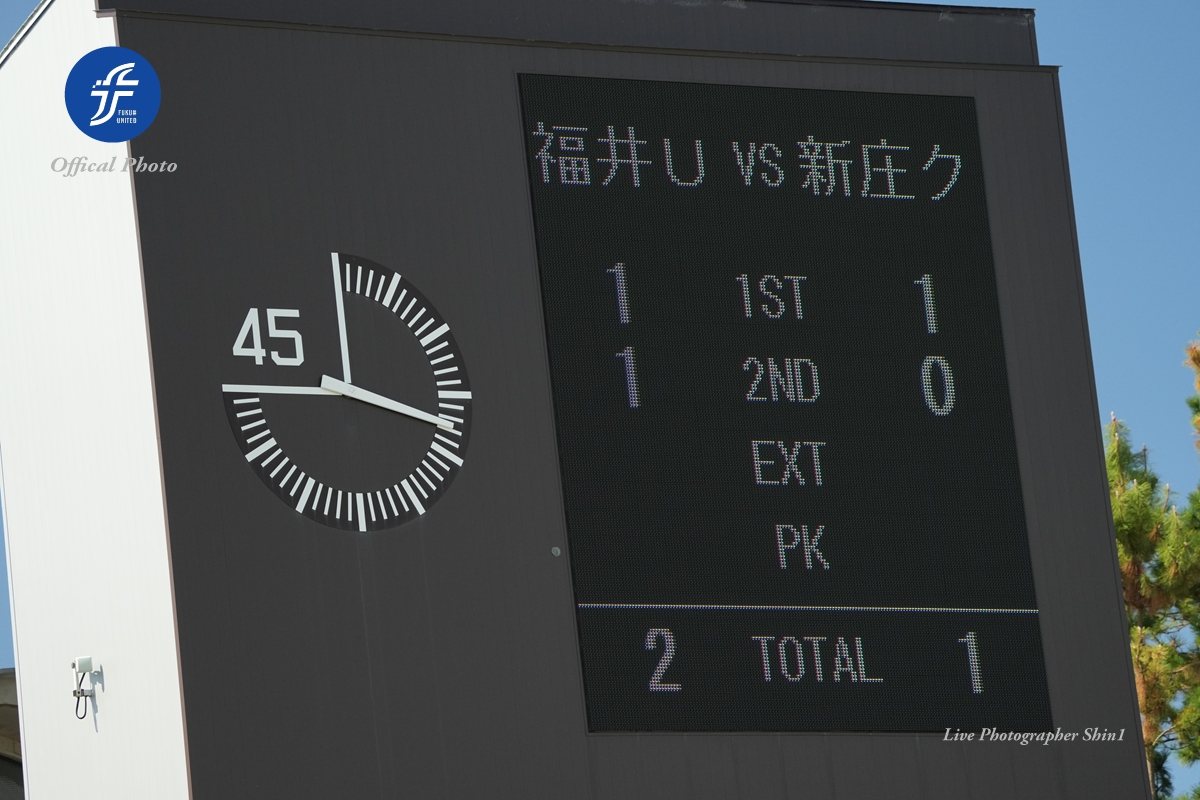 FUKUI
UNITED
Offical Photo
福井U VS 新庄ク
45
1 1ST 1
1 2ND 0
EXT
PK
2 TOTAL 1
Live Photographer Shin1